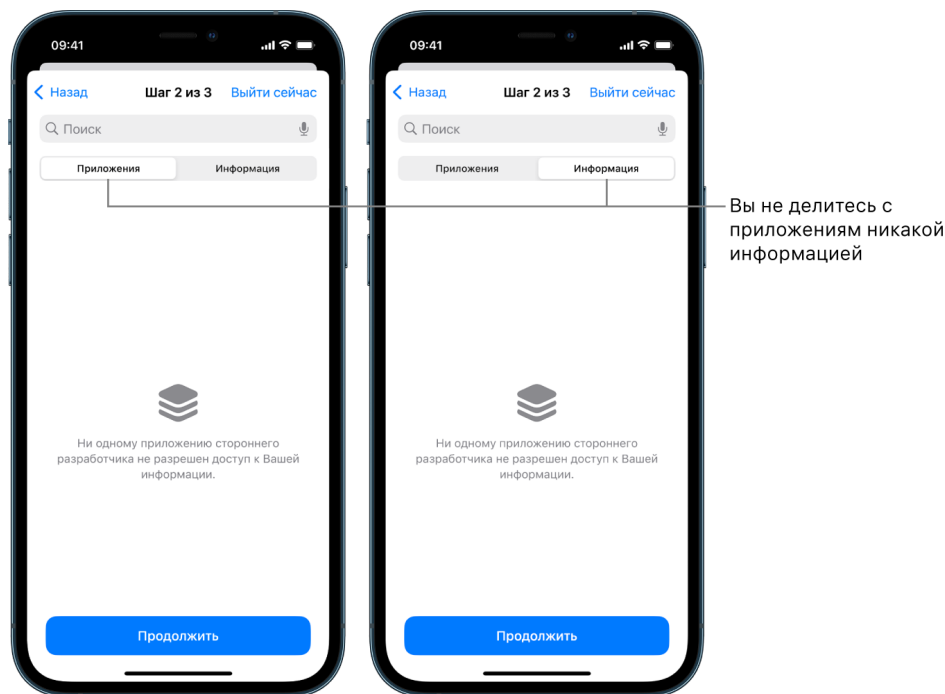 09:41
Назад
Шаг 2 из 3
Выйти сейчас
Поиск
Приложения
Информация
Ни одному приложению стороннего
разработчика не разрешен доступ к Вашей
информации.
Продолжить
09:41
Назад
Шаг 2 из 3
Выйти сейчас
Поиск
Приложения
Информация
Ни одному приложению стороннего
разработчика не разрешен доступ к Вашей
информации.
Продолжить
Вы не делитесь с
приложениям никакой
информацией